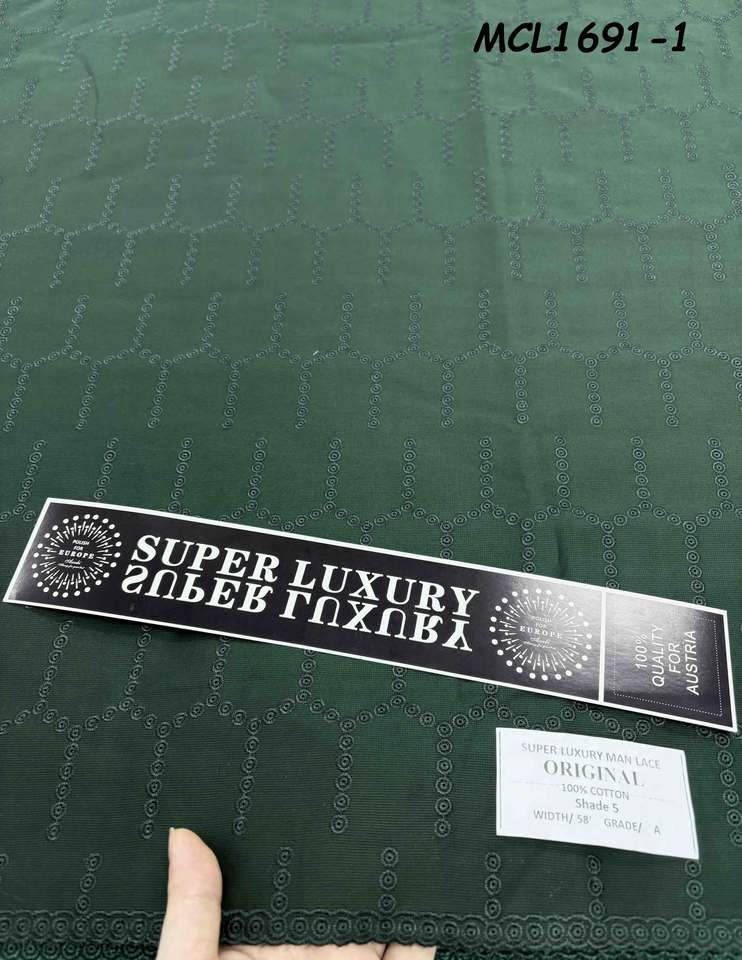 MCL1691-1
POLISH
FOR
EUROPE
SUPER LUXURY
SUPER LUXURY
POLISH
FOR
EUROPE
100%
QUALITY
FOR
AUSTRIA
SUPER LUXURY MAN LACE
ORIGINAL
100% COTTON
Shade 5
WIDTH/ 58' GRADE/ A